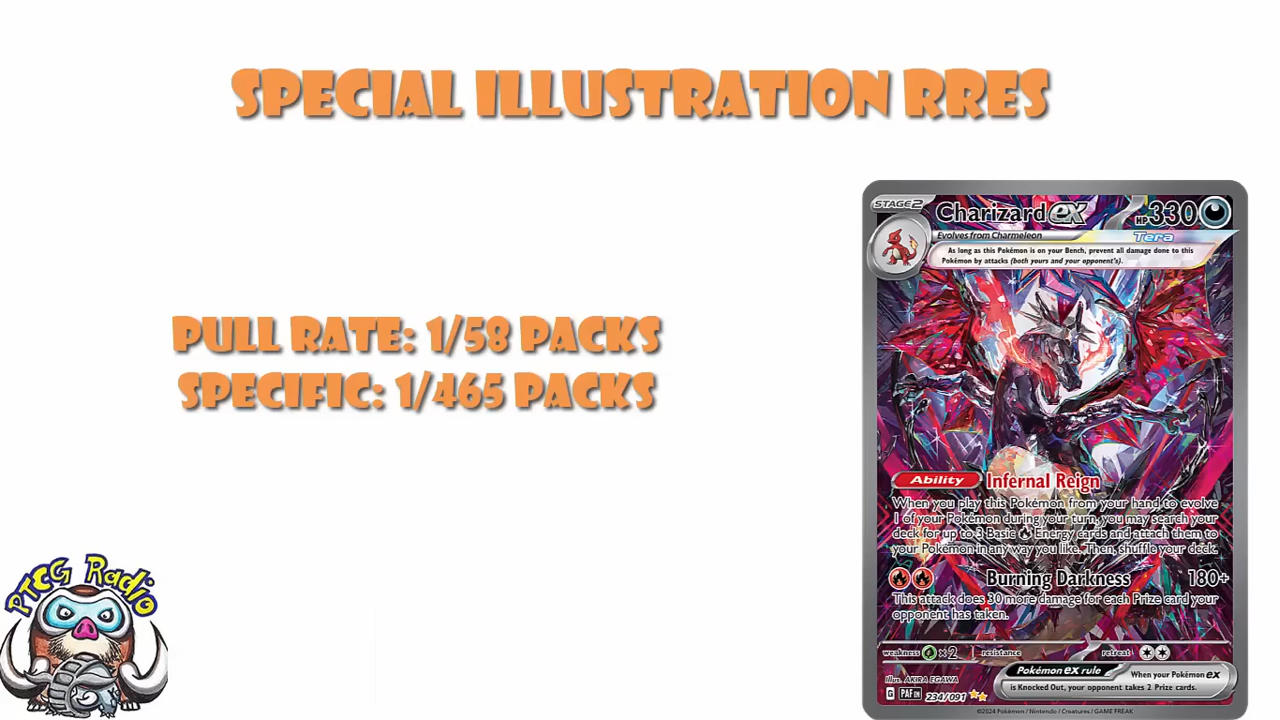 SPECIAL ILLUSTRATION RRES
PULL RATE: 1/58 PACKS
SPECIFIC: 1/465 PACKS
PTCG Radio
STAGE2
Charizard ex
HP 330
Evolves from Charmeleon
Tera
As long as this Pokémon is on your Bench, prevent all damage done to this
Pokémon by attacks (both yours and your opponent's).
Ability Infernal Reign
When you play this Pokémon from your hand to evolve
1 of your Pokémon during your turn, you may search your
deck for up to 3 Basic Energy cards and attach them to
your Pokémon in any way you like. Then, shuffle your deck.
Burning Darkness 180+
This attack does 30 more damage for each Prize card your
opponent has taken.
weakness ×2 resistance retreat
Pokémon ex rule When your Pokémon ex
is Knocked Out, your opponent takes 2 Prize cards.
Illus. AKIRA EGAWA
G PAF EN 234/091
©2024 Pokémon / Nintendo / Creatures / GAME FREAK